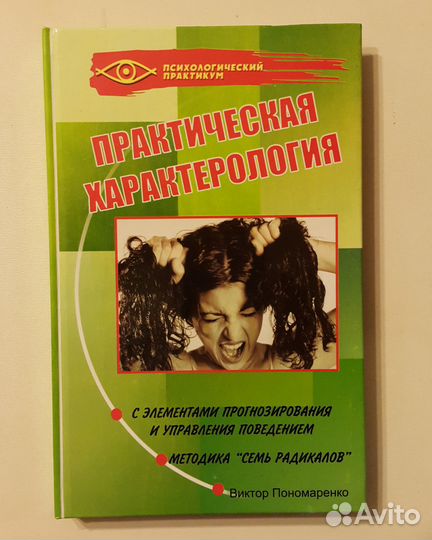 ПСИХОЛОГИЧЕСКИЙ
ПРАКТИКУМ
ПРАКТИЧЕСКАЯ
ХАРАКТЕРОЛОГИЯ
С ЭЛЕМЕНТАМИ ПРОГНОЗИРОВАНИЯ
И УПРАВЛЕНИЯ ПОВЕДЕНИЕМ
МЕТОДИКА "СЕМЬ РАДИКАЛОВ"
Виктор Пономаренко
Avito